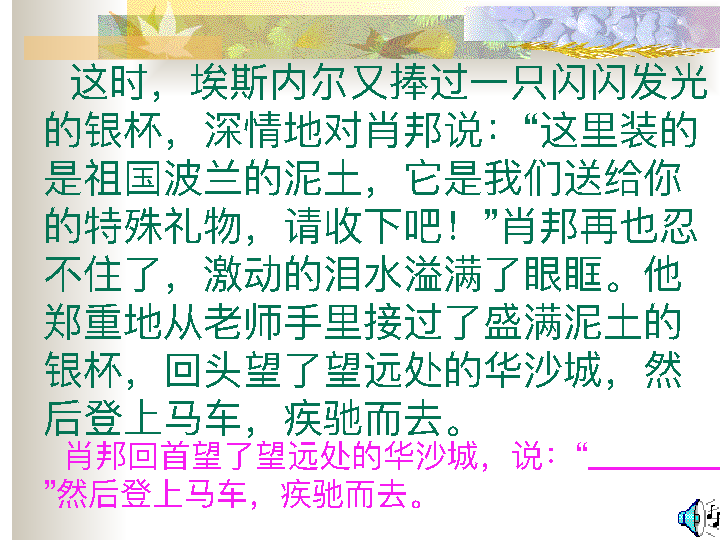 这时，埃斯内尔又捧过一只闪闪发光
的银杯，深情地对肖邦说：“这里装的
是祖国波兰的泥土，它是我们送给你
的特殊礼物，请收下吧！”肖邦再也忍
不住了，激动的泪水溢满了眼眶。他
郑重地从老师手里接过了盛满泥土的
银杯，回头望了望远处的华沙城，然
后登上马车，疾驰而去。
肖邦回首望了望远处的华沙城，说：“________
”然后登上马车，疾驰而去。